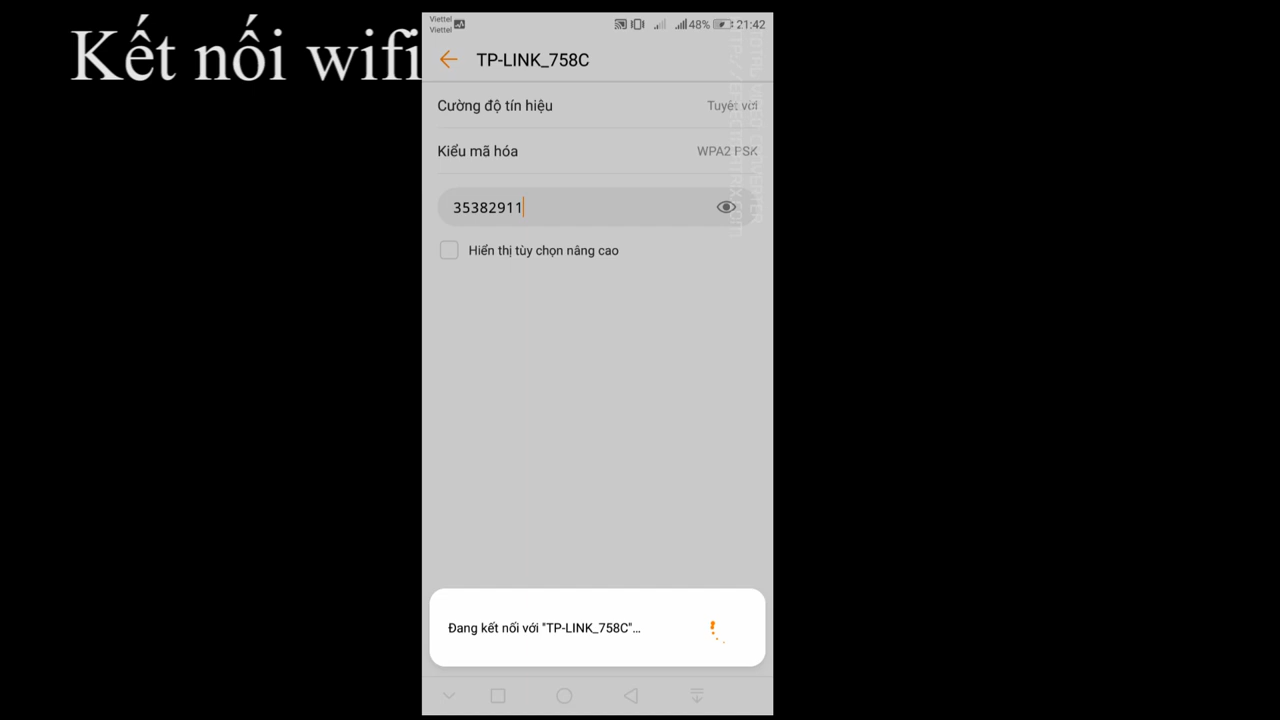 Kết nối wifi
Viettel
Viettel
48%
21:42
TP-LINK_758C
Cường độ tín hiệu
Tuyệt vời
Kiểu mã hóa
WPA2 PSK
35382911
Hiển thị tùy chọn nâng cao
Đang kết nối với "TP-LINK_758C"...